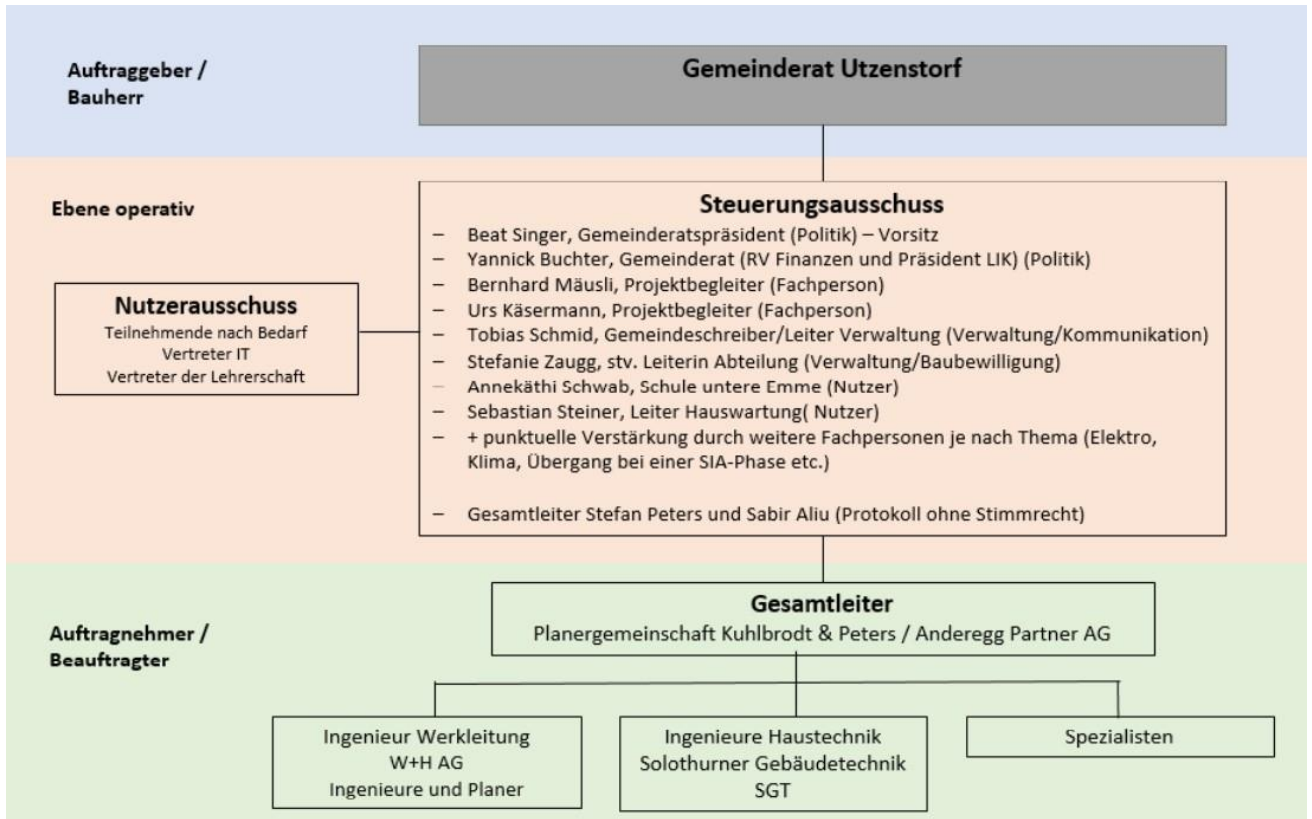 Auftraggeber /
Bauherr
Gemeinderat Utzenstorf
Ebene operativ
Steuerungsausschuss
– Beat Singer, Gemeinderatspräsident (Politik) – Vorsitz
– Yannick Buchter, Gemeinderat (RV Finanzen und Präsident LIK) (Politik)
– Bernhard Mäusli, Projektbegleiter (Fachperson)
– Urs Käsermann, Projektbegleiter (Fachperson)
– Tobias Schmid, Gemeindeschreiber/Leiter Verwaltung (Verwaltung/Kommunikation)
– Stefanie Zaugg, stv. Leiterin Abteilung (Verwaltung/Baubewilligung)
– Annekäthi Schwab, Schule untere Emme (Nutzer)
– Sebastian Steiner, Leiter Hauswartung( Nutzer)
– + punktuelle Verstärkung durch weitere Fachpersonen je nach Thema (Elektro,
Klima, Übergang bei einer SIA-Phase etc.)
– Gesamtleiter Stefan Peters und Sabir Aliu (Protokoll ohne Stimmrecht)
Nutzerausschuss
Teilnehmende nach Bedarf
Vertreter IT
Vertreter der Lehrerschaft
Auftragnehmer /
Beauftragter
Gesamtleiter
Planergemeinschaft Kuhlbrodt & Peters / Anderegg Partner AG
Ingenieur Werkleitung
W+H AG
Ingenieure und Planer
Ingenieure Haustechnik
Solothurner Gebäudetechnik
SGT
Spezialisten